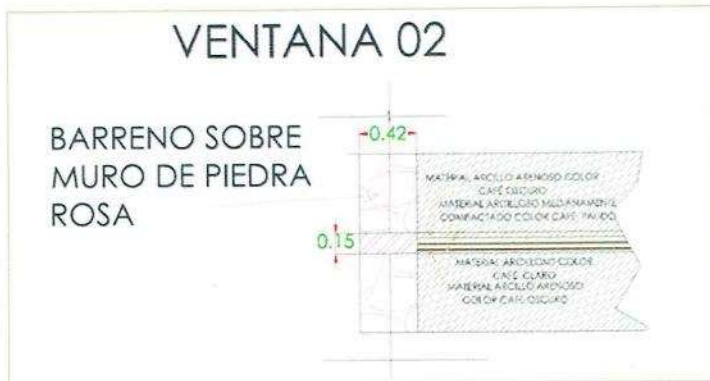 VENTANA 02
BARRENO SOBRE
MURO DE PIEDRA
ROSA
0.42
0.15
MATERIAL ARCILLO ARENOSO COLOR
CAFÉ OSCURO
MATERIAL ARCILLOSO MEDIANAMENTE
COMPACTADO COLOR CAFÉ PALIDO
MATERIAL ARCILLOSO COLOR
CAFÉ CLARO
MATERIAL ARCILLO ARENOSO
COLOR CAFÉ OSCURO